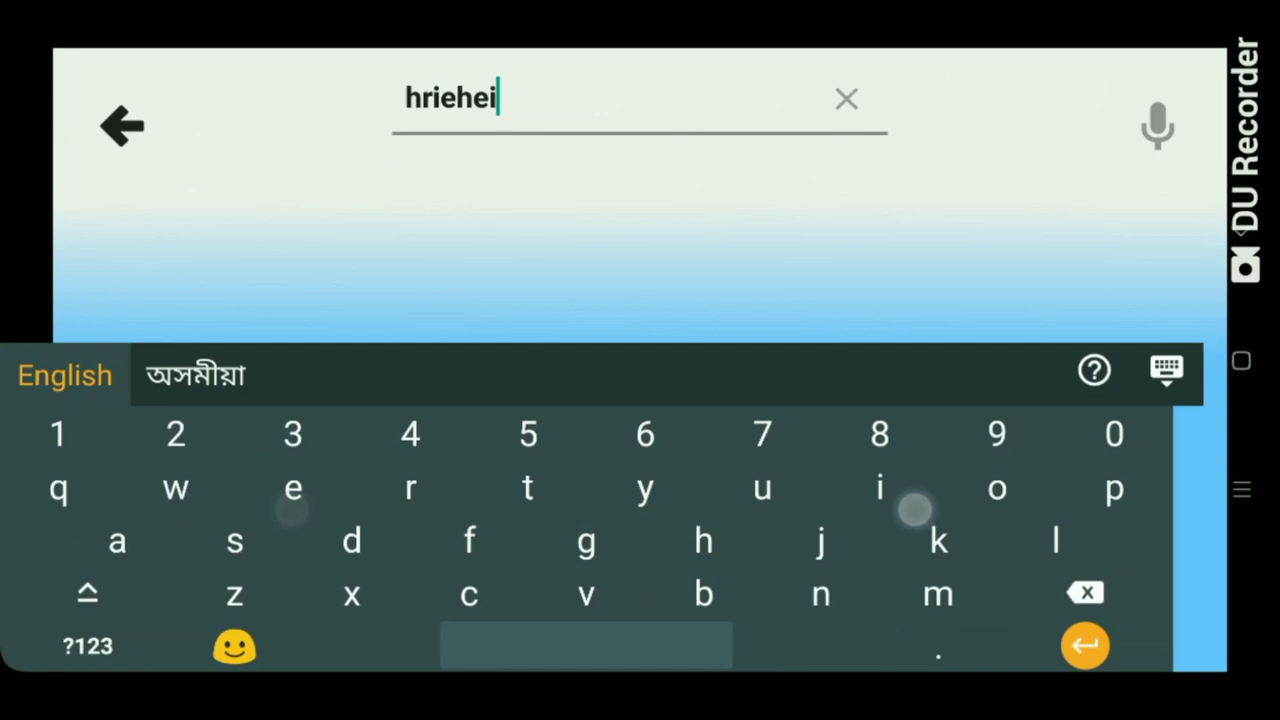 hriehei
DU Recorder
English অসমীয়া
1 2 3 4 5 6 7 8 9 0
q w e r t y u i o p
a s d f g h j k l
z x c v b n m
?123 .